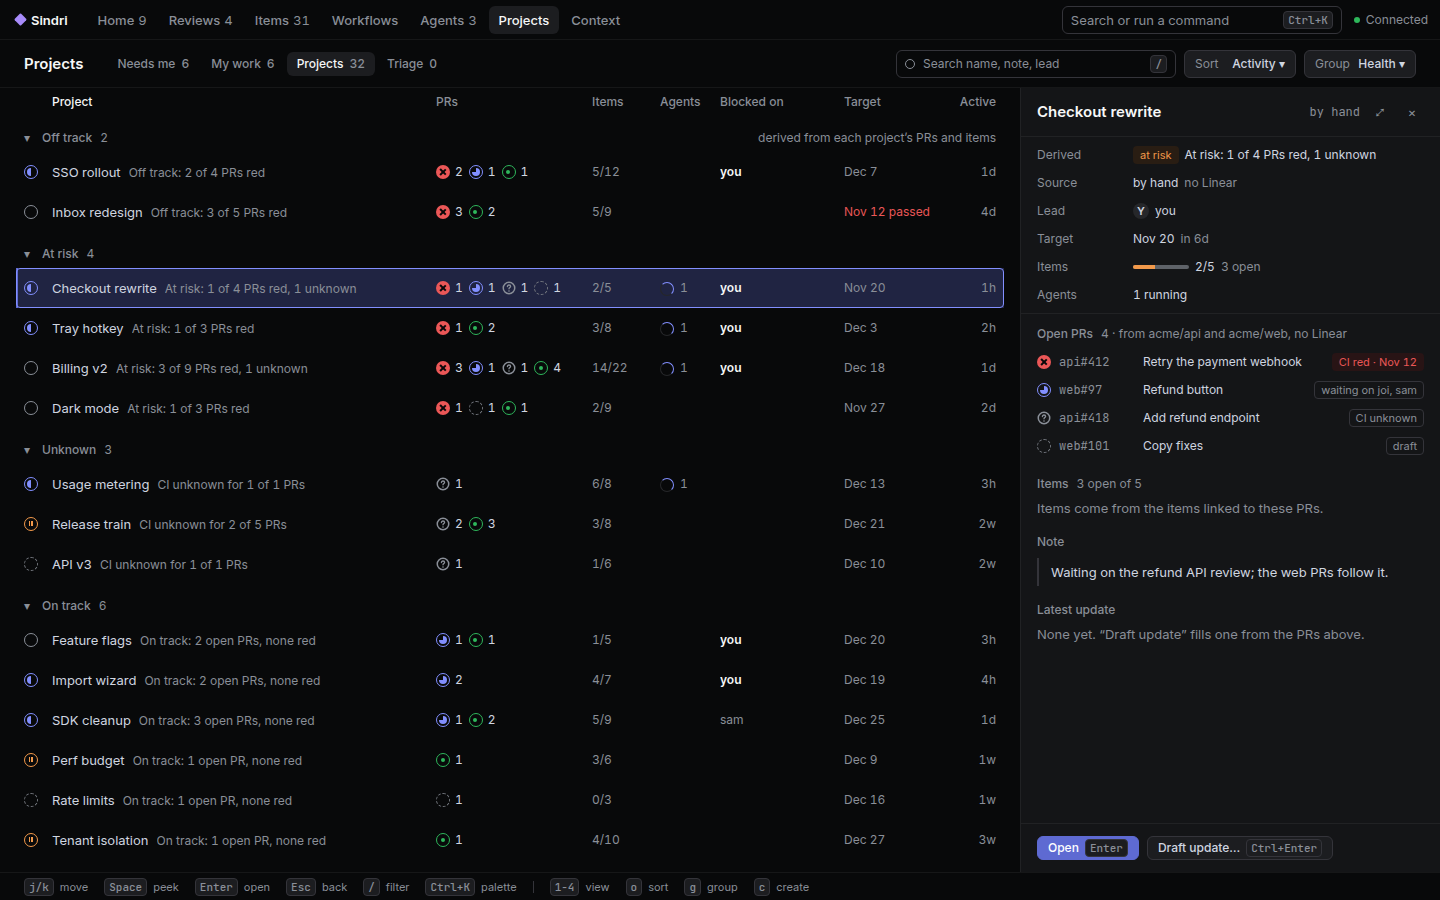 Sindri Home 9 Reviews 4 Items 31 Workflows Agents 3 Projects Context Search or run a command Ctrl+K Connected
Projects Needs me 6 My work 6 Projects 32 Triage 0 Search name, note, lead / Sort Activity ▾ Group Health ▾
Project PRs Items Agents Blocked on Target Active
▾ Off track 2 derived from each project's PRs and items
SSO rollout Off track: 2 of 4 PRs red 2 1 1 5/12 you Dec 7 1d
Inbox redesign Off track: 3 of 5 PRs red 3 2 5/9 Nov 12 passed 4d
▾ At risk 4
Checkout rewrite At risk: 1 of 4 PRs red, 1 unknown 1 1 1 1 2/5 1 you Nov 20 1h
Tray hotkey At risk: 1 of 3 PRs red 1 2 3/8 1 you Dec 3 2h
Billing v2 At risk: 3 of 9 PRs red, 1 unknown 3 1 1 4 14/22 1 you Dec 18 1d
Dark mode At risk: 1 of 3 PRs red 1 1 1 2/9 Nov 27 2d
▾ Unknown 3
Usage metering CI unknown for 1 of 1 PRs 1 6/8 1 Dec 13 3h
Release train CI unknown for 2 of 5 PRs 2 3 3/8 Dec 21 2w
API v3 CI unknown for 1 of 1 PRs 1 1/6 Dec 10 2w
▾ On track 6
Feature flags On track: 2 open PRs, none red 1 1 1/5 you Dec 20 3h
Import wizard On track: 2 open PRs, none red 2 4/7 you Dec 19 4h
SDK cleanup On track: 3 open PRs, none red 1 2 5/9 sam Dec 25 1d
Perf budget On track: 1 open PR, none red 1 3/6 Dec 9 1w
Rate limits On track: 1 open PR, none red 1 0/3 Dec 16 1w
Tenant isolation On track: 1 open PR, none red 1 4/10 Dec 27 3w
Checkout rewrite by hand ⤢ ×
Derived at risk At risk: 1 of 4 PRs red, 1 unknown
Source by hand no Linear
Lead Y you
Target Nov 20 in 6d
Items 2/5 3 open
Agents 1 running
Open PRs 4 · from acme/api and acme/web, no Linear
api#412 Retry the payment webhook CI red · Nov 12
web#97 Refund button waiting on joi, sam
api#418 Add refund endpoint CI unknown
web#101 Copy fixes draft
Items 3 open of 5
Items come from the items linked to these PRs.
Note
Waiting on the refund API review; the web PRs follow it.
Latest update
None yet. “Draft update” fills one from the PRs above.
Open Enter Draft update... Ctrl+Enter
j/k move Space peek Enter open Esc back / filter Ctrl+K palette 1-4 view o sort g group c create